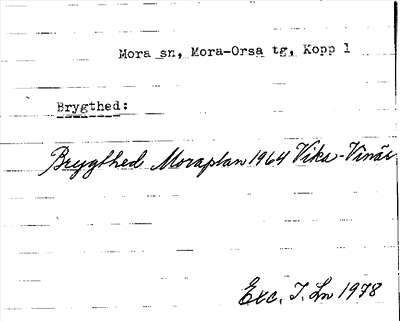 Mora sn, Mora-Orsa tg, Kopp 1
Brygthed:
Brygthed Moraplan 1964 Vika-Vinäs
Exc. I. Ln 1978